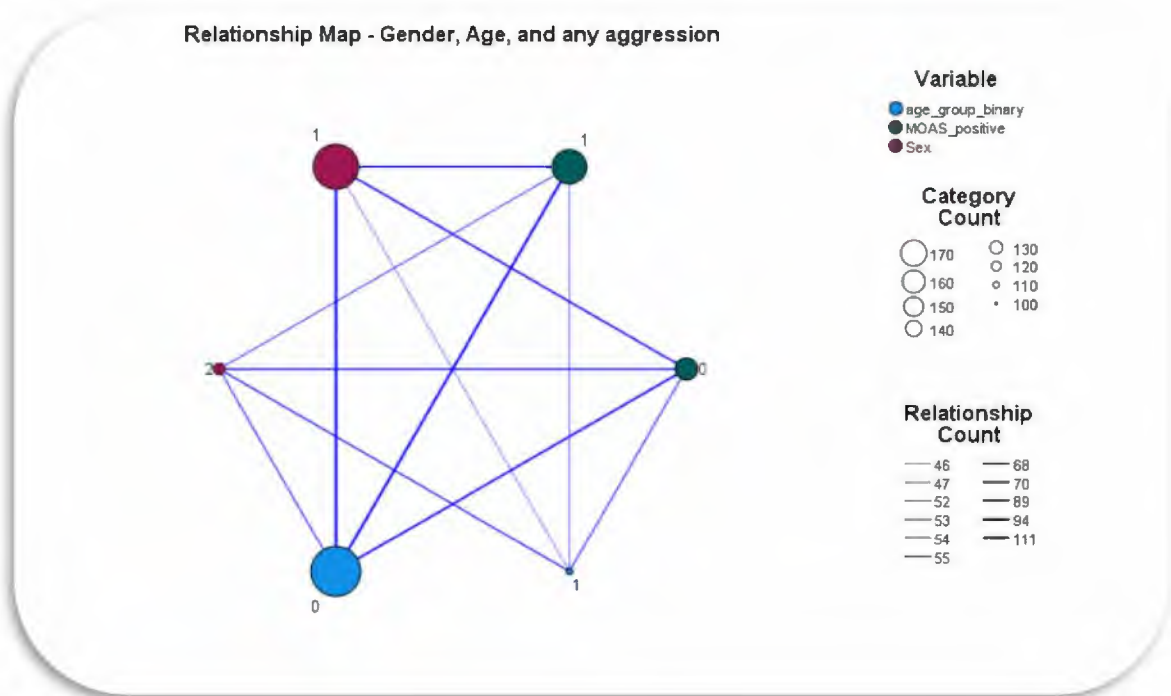 Relationship Map - Gender, Age, and any aggression
Variable
age_group_binary
MOAS_positive
Sex
1
1
2
0
0
1
Category
Count
170 130
160 120
150 110
140 100
Relationship
Count
46 68
47 70
52 89
53 94
54 111
55